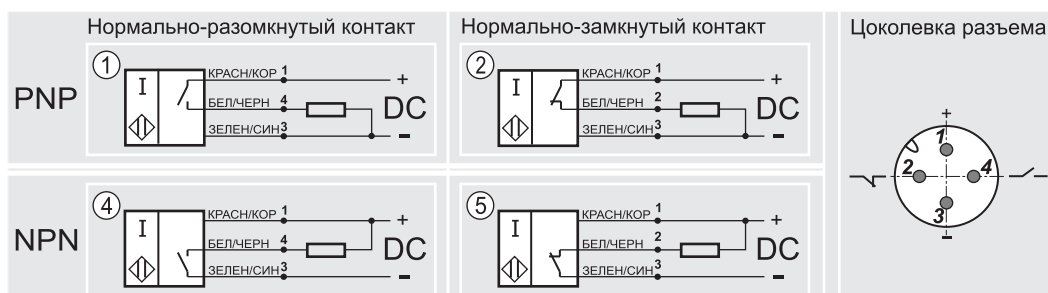 Нормально-разомкнутый контакт
Нормально-замкнутый контакт
Цоколевка разъема
PNP
1
I
КРАСН/КОР 1
+
БЕЛ/ЧЕРН 4
DC
ЗЕЛЕН/СИН 3
-
2
I
КРАСН/КОР 1
+
БЕЛ/ЧЕРН 2
DC
ЗЕЛЕН/СИН 3
-
+
1
2
4
3
-
NPN
4
I
КРАСН/КОР 1
+
БЕЛ/ЧЕРН 4
DC
ЗЕЛЕН/СИН 3
-
5
I
КРАСН/КОР 1
+
БЕЛ/ЧЕРН 2
DC
ЗЕЛЕН/СИН 3
-